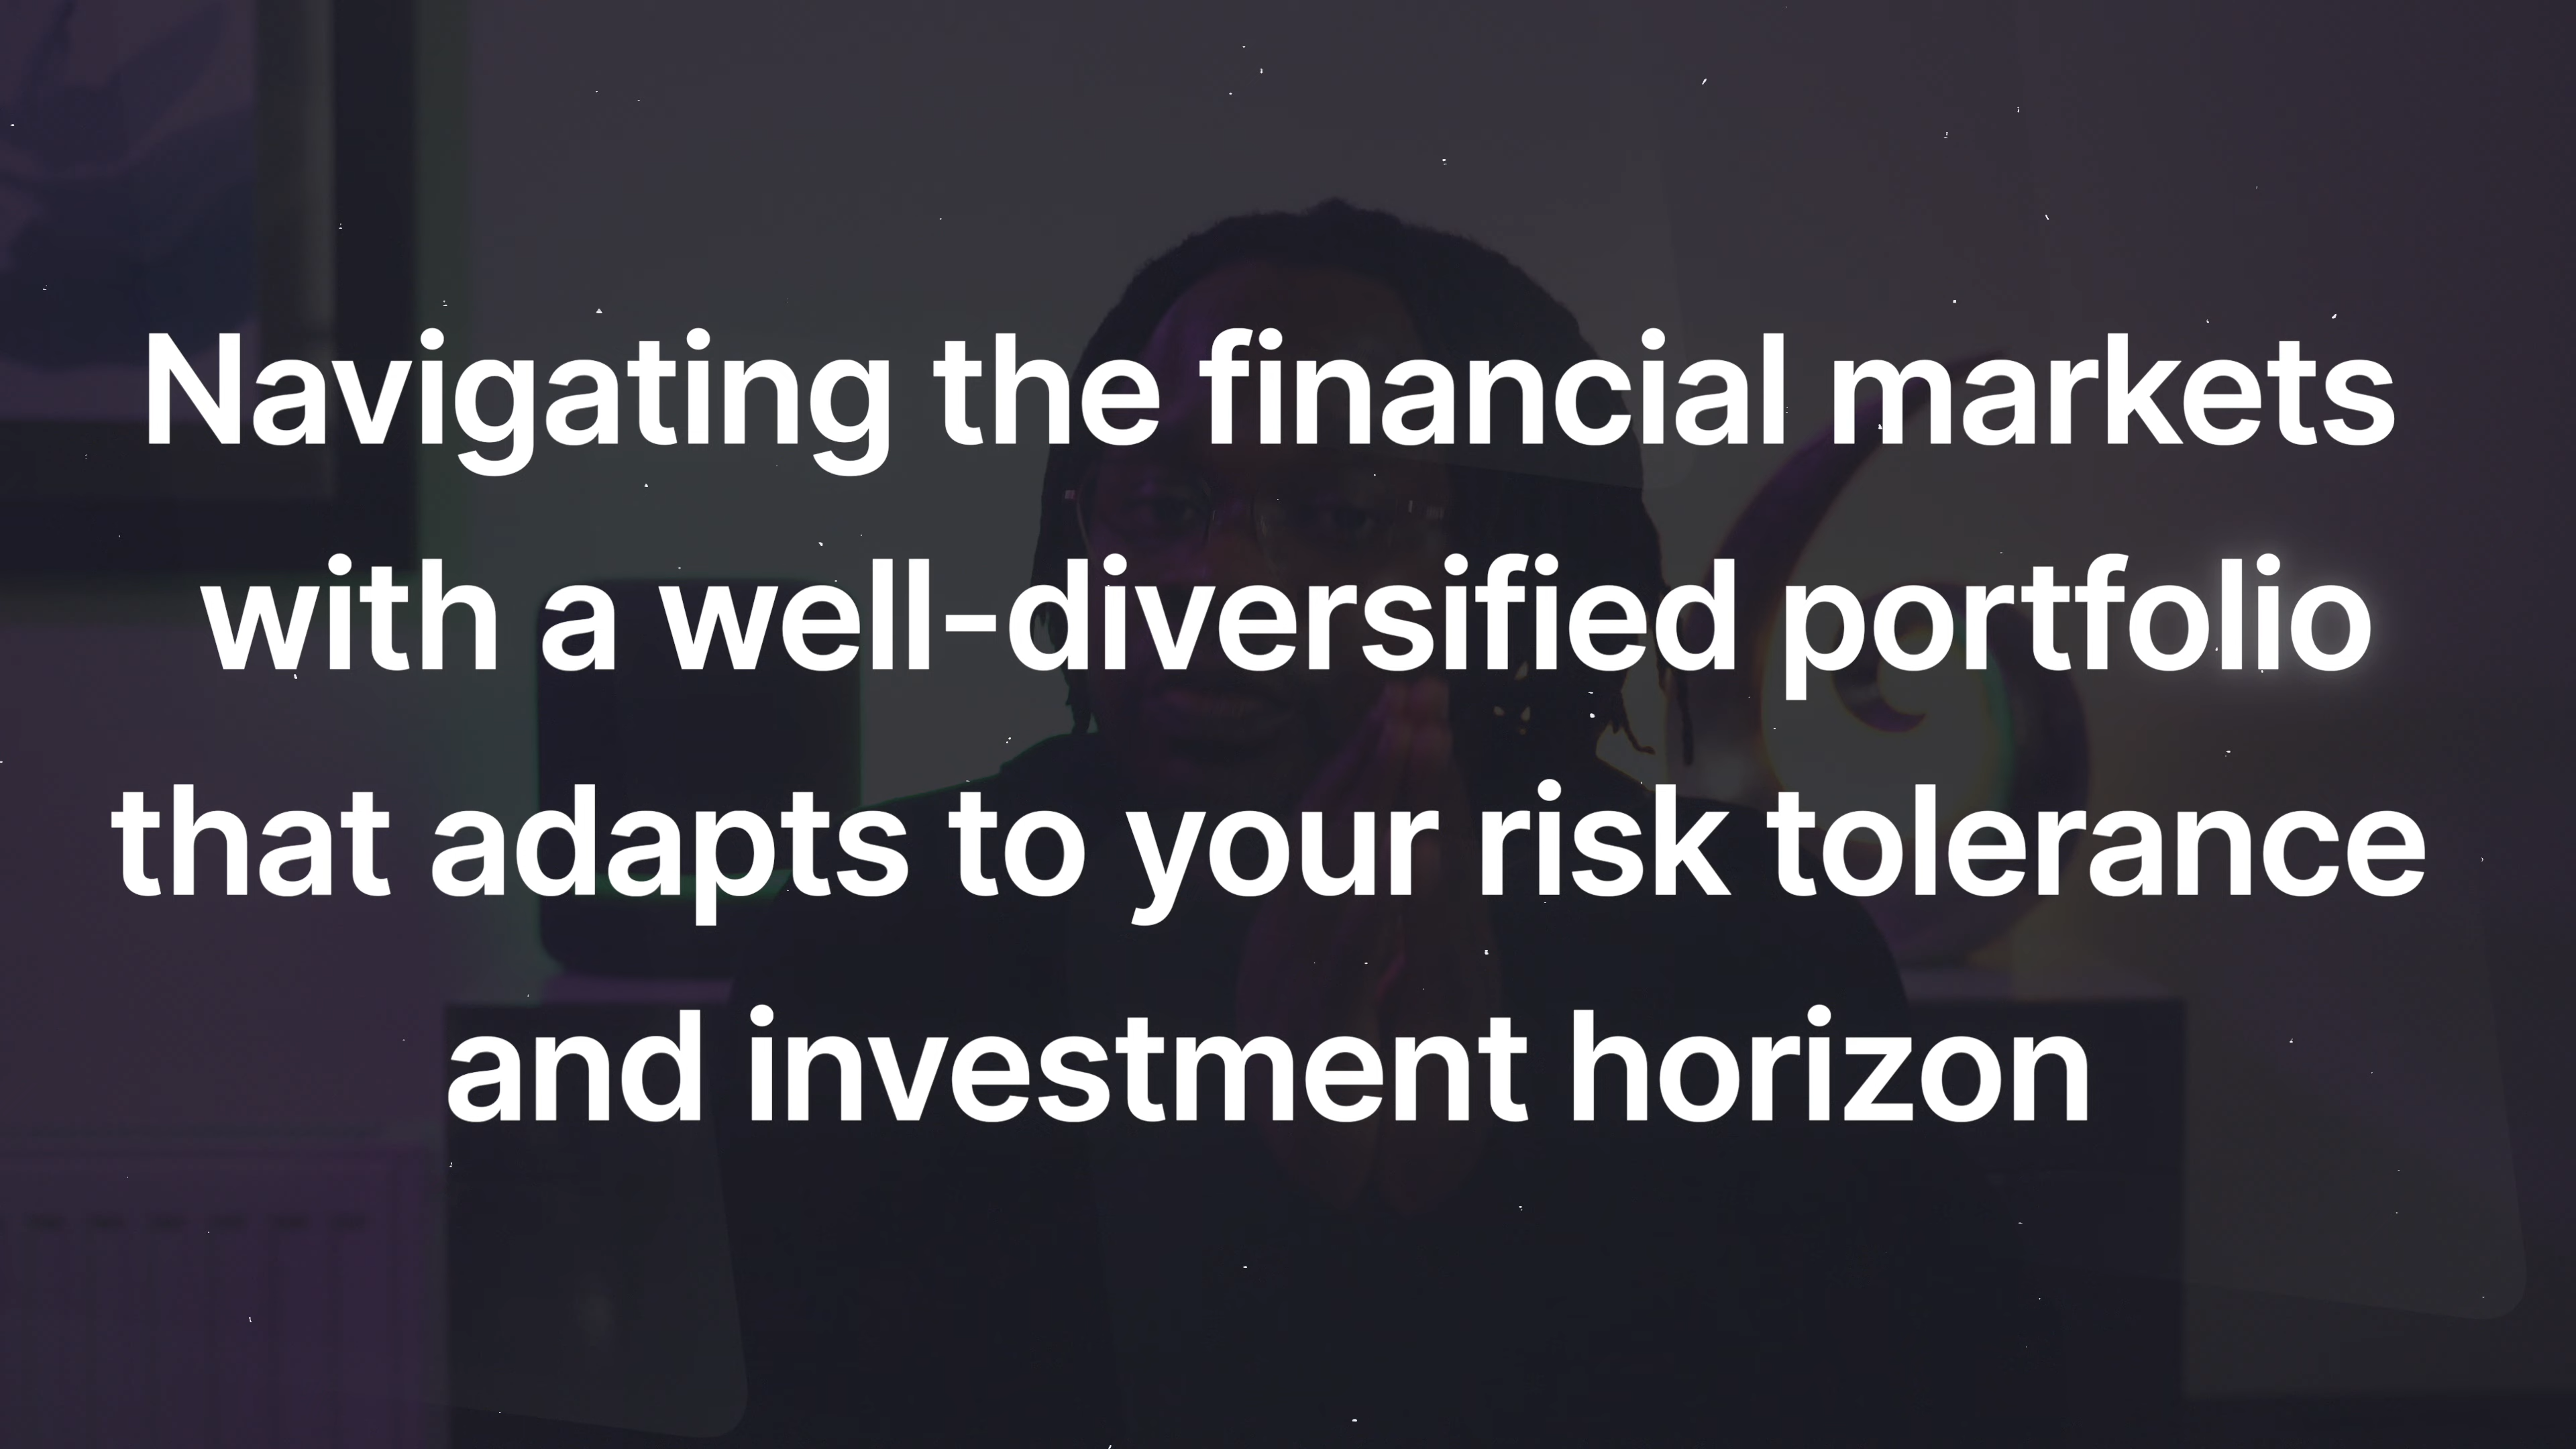 Navigating the financial markets
with a well-diversified portfolio
that adapts to your risk tolerance
and investment horizon